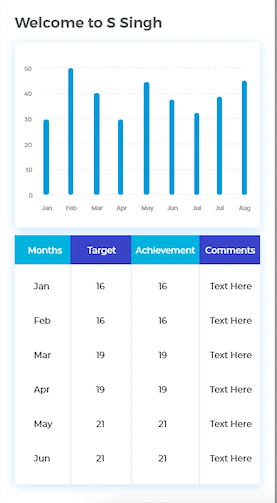 Welcome to S Singh
50
40
30
20
10
0
Jan Feb Mar Apr May Jun Jul Jul Aug
Months Target Achievement Comments
Jan 16 16 Text Here
Feb 16 16 Text Here
Mar 19 19 Text Here
Apr 19 19 Text Here
May 21 21 Text Here
Jun 21 21 Text Here